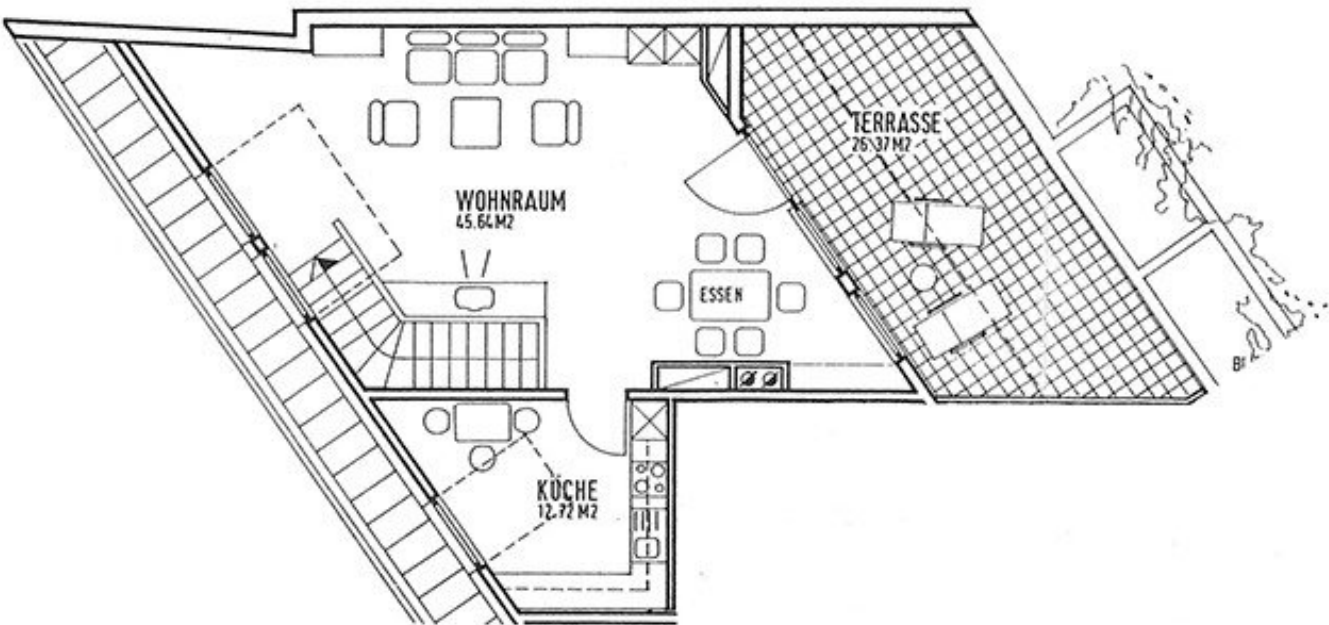 TERRASSE
26.37 M2
WOHNRAUM
45.64 M2
ESSEN
KÜCHE
12.72 M2